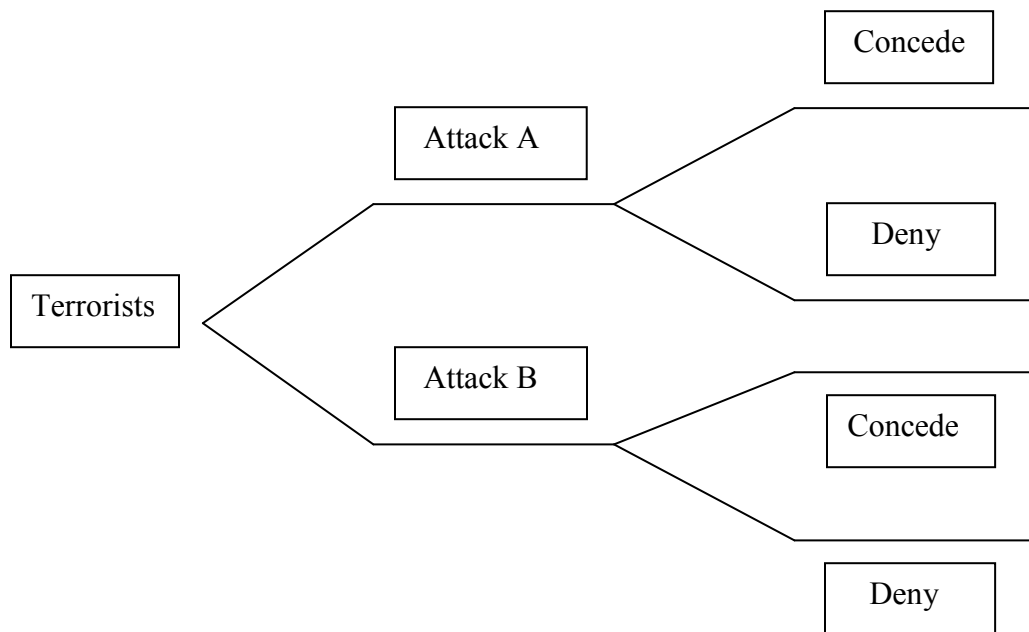 Concede
Attack A
Deny
Terrorists
Attack B
Concede
Deny